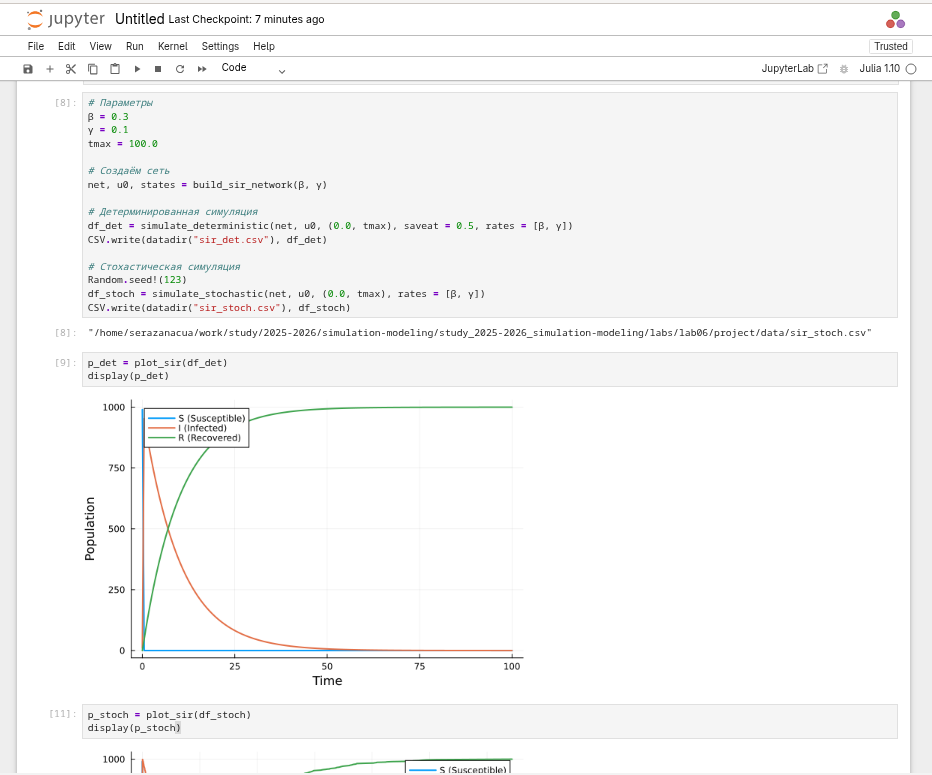 jupyter Untitled Last Checkpoint: 7 minutes ago
File Edit View Run Kernel Settings Help Trusted
Code JupyterLab Julia 1.10
[8]: # Параметры
β = 0.3
γ = 0.1
tmax = 100.0
# Создаём сеть
net, u0, states = build_sir_network(β, γ)
# Детерминированная симуляция
df_det = simulate_deterministic(net, u0, (0.0, tmax), saveat = 0.5, rates = [β, γ])
CSV.write(datadir("sir_det.csv"), df_det)
# Стохастическая симуляция
Random.seed!(123)
df_stoch = simulate_stochastic(net, u0, (0.0, tmax), rates = [β, γ])
CSV.write(datadir("sir_stoch.csv"), df_stoch)
[8]: "/home/serazanacua/work/study/2025-2026/simulation-modeling/study_2025-2026_simulation-modeling/labs/lab06/project/data/sir_stoch.csv"
[9]: p_det = plot_sir(df_det)
display(p_det)
1000
S (Susceptible)
I (Infected)
R (Recovered)
750
500
250
0
Population
0 25 50 75 100
Time
[11]: p_stoch = plot_sir(df_stoch)
display(p_stoch)
1000
S (Susceptible)